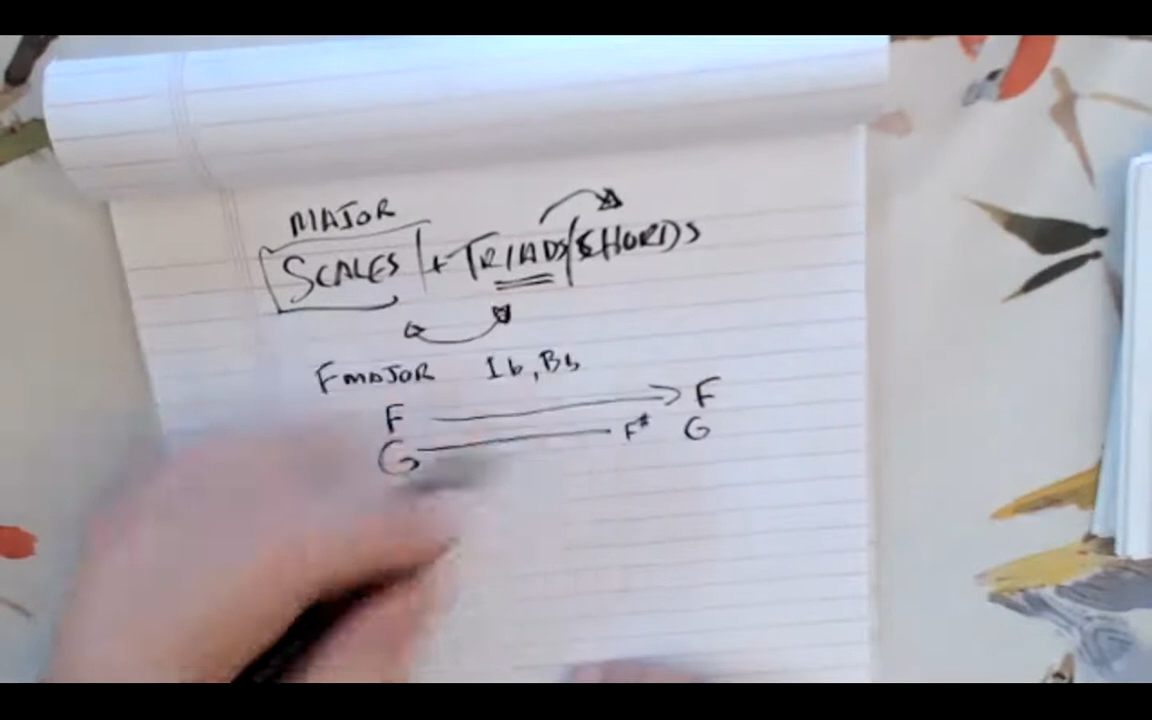 MAJOR
SCALES + TRIADS/CHORDS
F MAJOR 1b, Bb
F F
G F# G